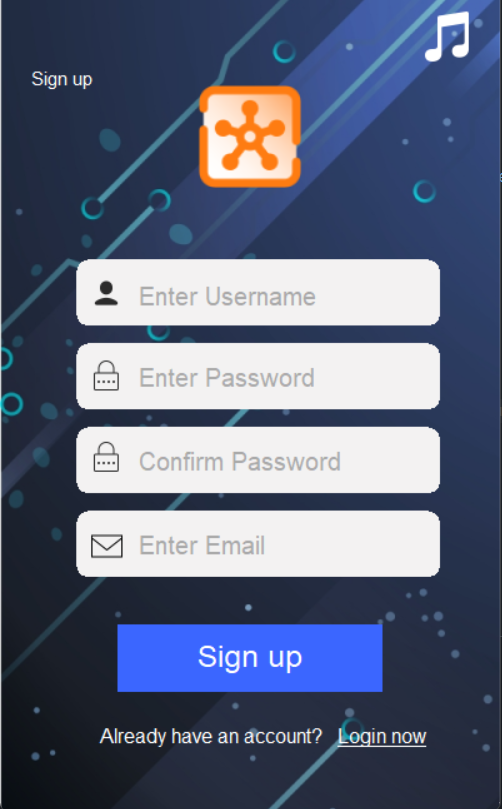 Sign up
Enter Username
Enter Password
Confirm Password
Enter Email
Sign up
Already have an account? Login now